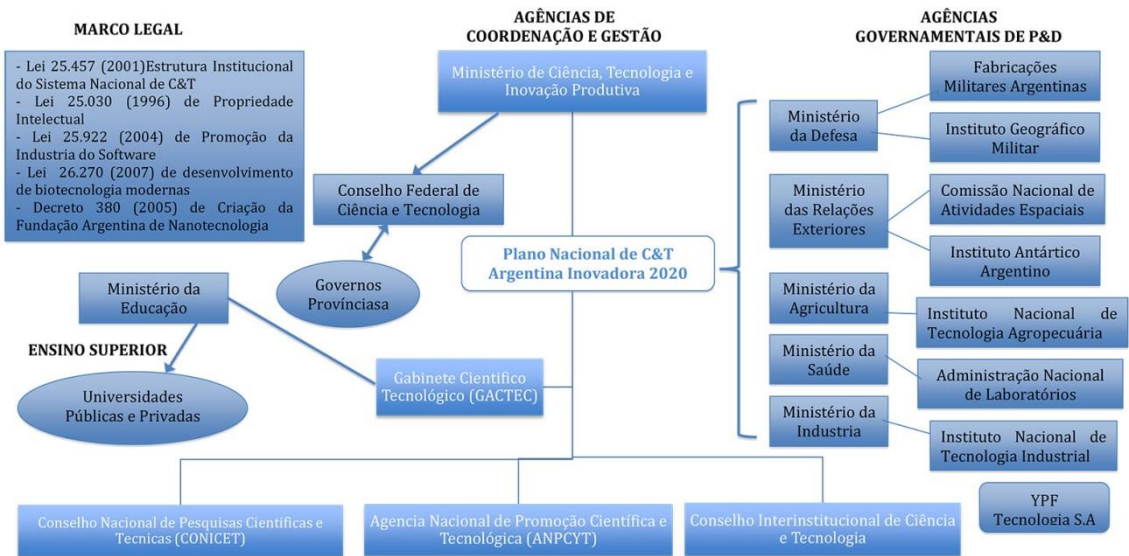 MARCO LEGAL
- Lei 25.457 (2001)Estrutura Institucional
do Sistema Nacional de C&T
- Lei 25.030 (1996) de Propriedade
Intelectual
- Lei 25.922 (2004) de Promoção da
Industria do Software
- Lei 26.270 (2007) de desenvolvimento
de biotecnologia modernas
- Decreto 380 (2005) de Criação da
Fundação Argentina de Nanotecnologia
Ministério da
Educação
ENSINO SUPERIOR
Universidades
Públicas e Privadas
AGÊNCIAS DE
COORDENAÇÃO E GESTÃO
Ministério de Ciência, Tecnologia e
Inovação Produtiva
Conselho Federal de
Ciência e Tecnologia
Governos
Provínciasa
Plano Nacional de C&T
Argentina Inovadora 2020
Gabinete Cientifico
Tecnológico (GACTEC)
Conselho Nacional de Pesquisas Científicas e
Tecnicas (CONICET)
Agencia Nacional de Promoção Científica e
Tecnológica (ANPCYT)
Conselho Interinstitucional de Ciência
e Tecnologia
AGÊNCIAS
GOVERNAMENTAIS DE P&D
Ministério
da Defesa
Fabricações
Militares Argentinas
Instituto Geográfico
Militar
Ministério
das Relações
Exteriores
Comissão Nacional de
Atividades Espaciais
Instituto Antártico
Argentino
Ministério da
Agricultura
Instituto Nacional de
Tecnologia Agropecuária
Ministério da
Saúde
Administração Nacional
de Laboratórios
Ministério da
Industria
Instituto Nacional de
Tecnologia Industrial
YPF
Tecnologia S.A